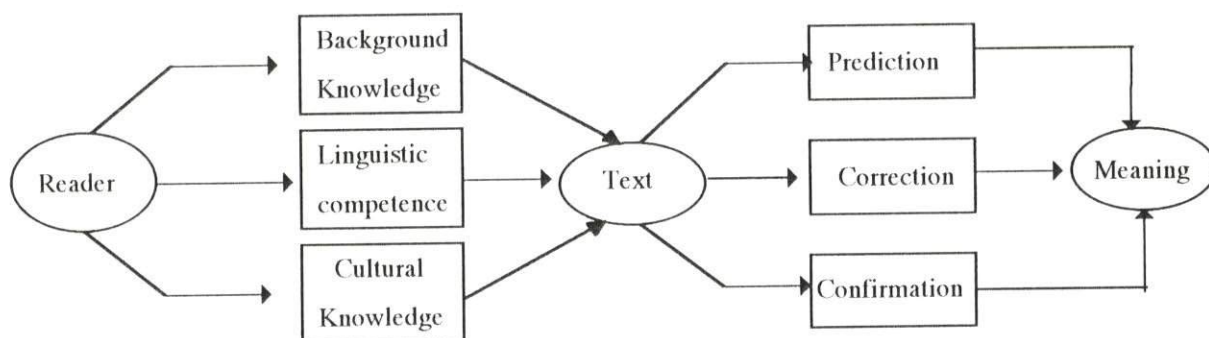 Reader
Background
Knowledge
Linguistic
competence
Cultural
Knowledge
Text
Prediction
Correction
Confirmation
Meaning